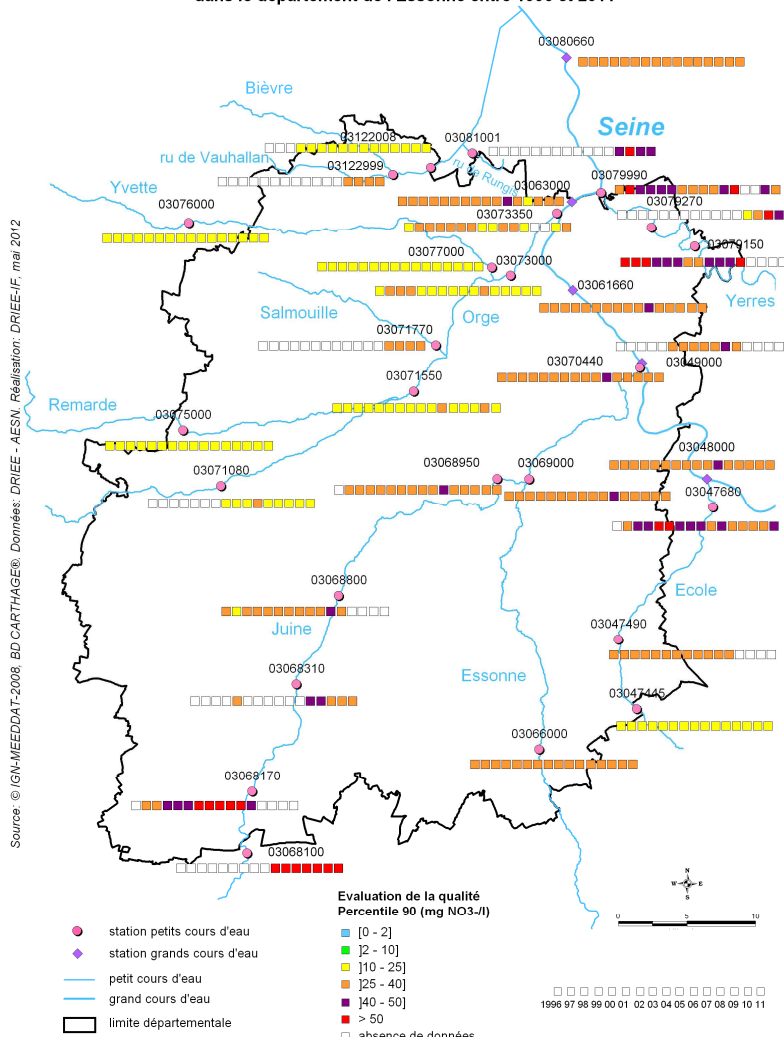 dans le département de l'Essonne entre 1996 et 2011
03080660
Bièvre
Seine
03122008
03081001
ru de Vauhallan
ru de Rungis
03122999
Yvette
03063000
03079990
03076000
03073350
03079270
03079150
03077000
03073000
03061660
Yerres
Salmouille
Orge
03071770
03070440
03049000
03071550
Remarde
03075000
03048000
03068950
03069000
03071080
03047680
03068800
Ecole
Juine
03047490
03068310
Essonne
03047445
03066000
03068170
03068100
Source: © IGN-MEEDDAT-2008, BD CARTHAGE®. Données: DRIEE - AESN. Réalisation: DRIEE-IF, mai 2012
N
W E
S
0 5 10
Evaluation de la qualité
Percentile 90 (mg NO3-/l)
[0 - 2]
]2 - 10]
]10 - 25]
]25 - 40]
]40 - 50]
> 50
absence de données
station petits cours d'eau
station grands cours d'eau
petit cours d'eau
grand cours d'eau
limite départementale
1996 97 98 99 00 01 02 03 04 05 06 07 08 09 10 11